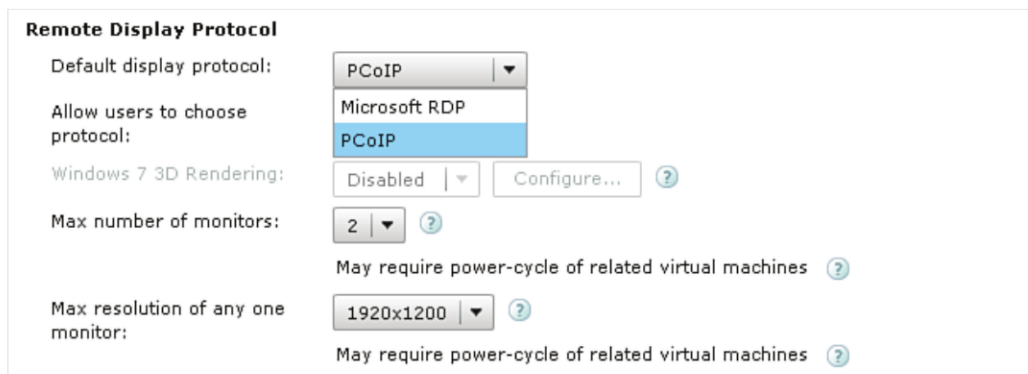 Remote Display Protocol
Default display protocol: PCoIP
Microsoft RDP
Allow users to choose
protocol:
PCoIP
Windows 7 3D Rendering: Disabled Configure... ?
Max number of monitors: 2 ?
May require power-cycle of related virtual machines ?
Max resolution of any one
monitor:
1920x1200 ?
May require power-cycle of related virtual machines ?